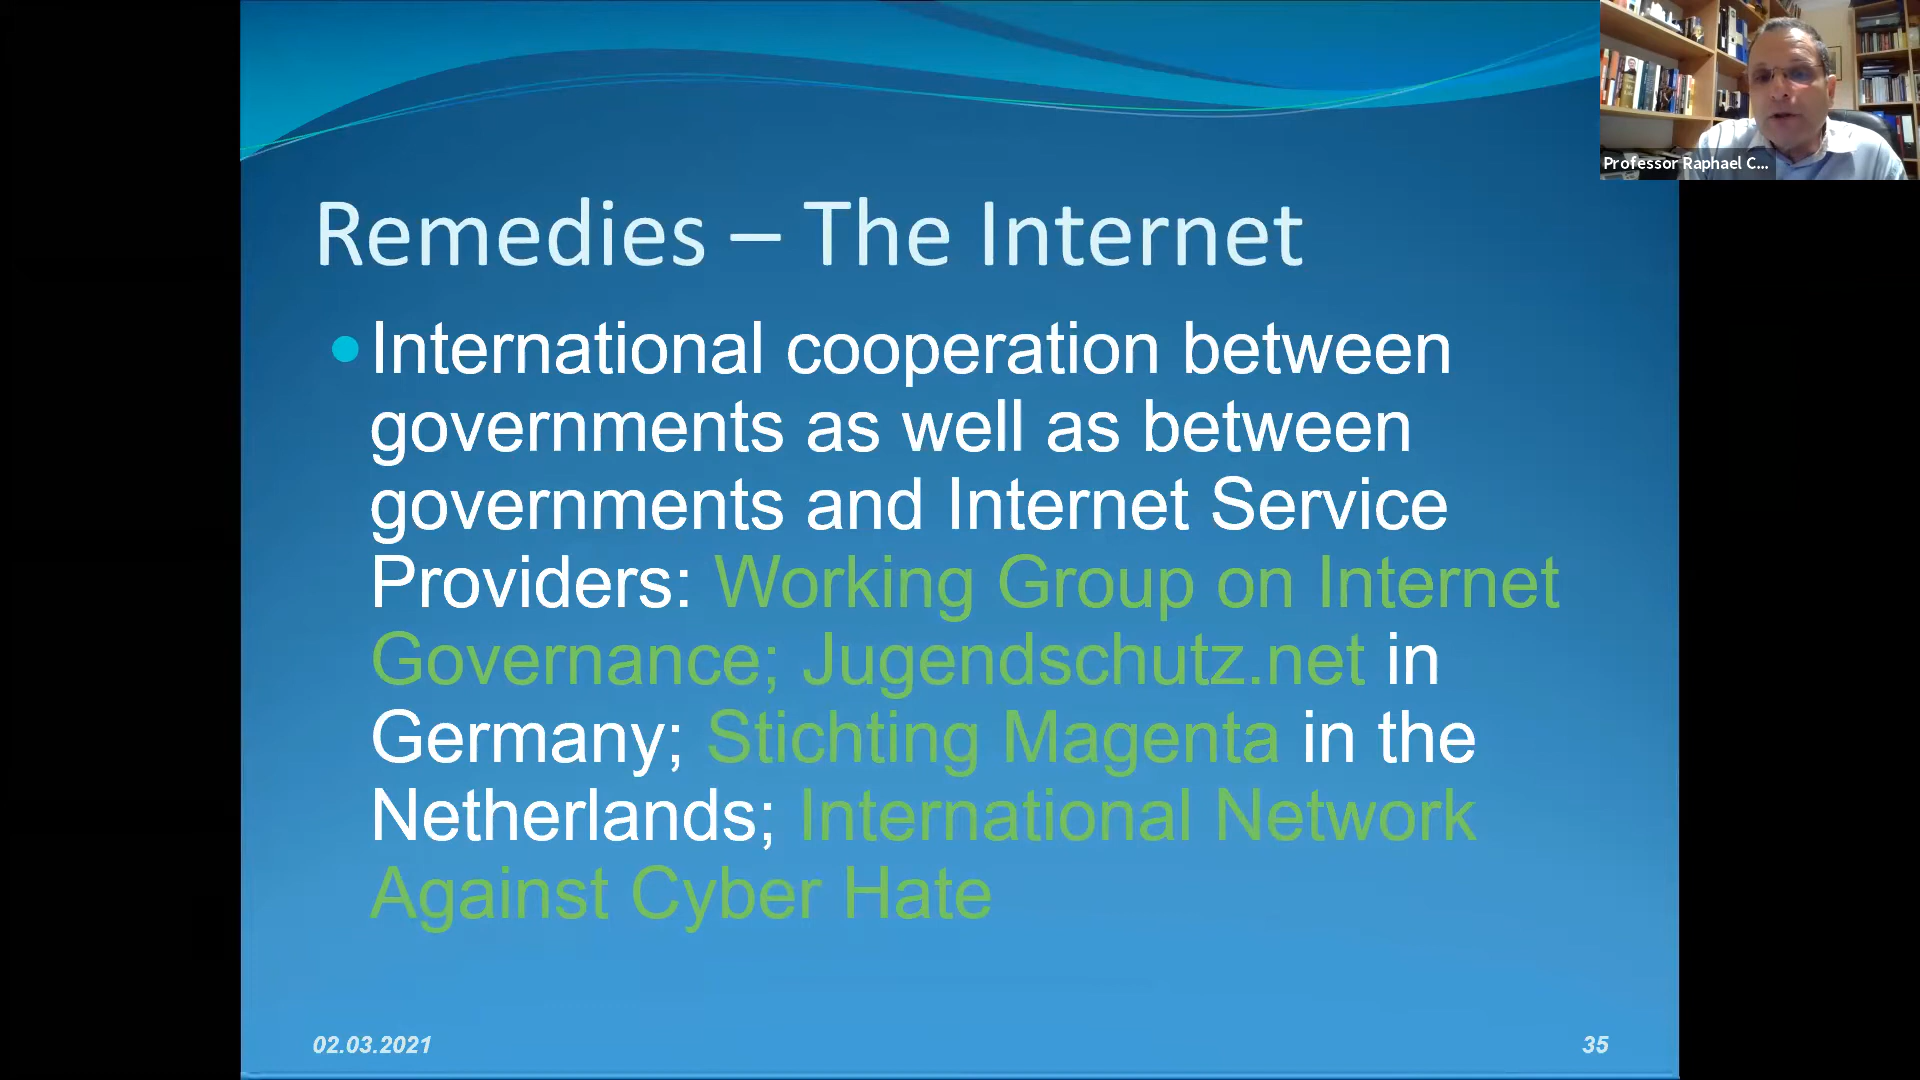 Professor Raphael C...
Remedies – The Internet
International cooperation between
governments as well as between
governments and Internet Service
Providers: Working Group on Internet
Governance; Jugendschutz.net in
Germany; Stichting Magenta in the
Netherlands; International Network
Against Cyber Hate
02.03.2021
35